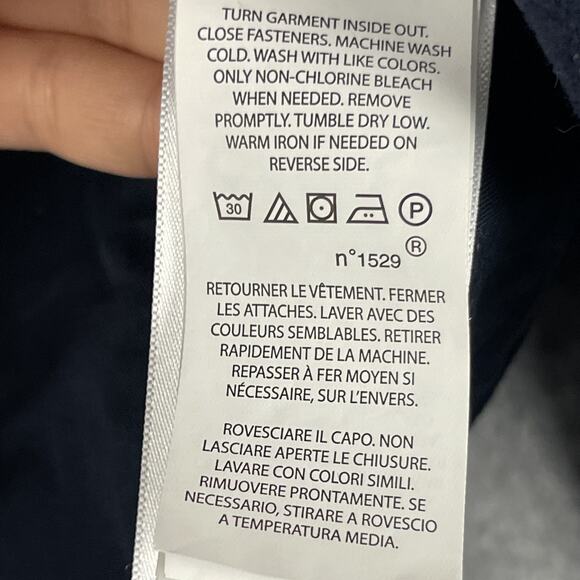 TURN GARMENT INSIDE OUT.
CLOSE FASTENERS. MACHINE WASH
COLD. WASH WITH LIKE COLORS.
ONLY NON-CHLORINE BLEACH
WHEN NEEDED. REMOVE
PROMPTLY. TUMBLE DRY LOW.
WARM IRON IF NEEDED ON
REVERSE SIDE.
30 P
n°1529 ®
RETOURNER LE VÊTEMENT. FERMER
LES ATTACHES. LAVER AVEC DES
COULEURS SEMBLABLES. RETIRER
RAPIDEMENT DE LA MACHINE.
REPASSER À FER MOYEN SI
NÉCESSAIRE, SUR L'ENVERS.
ROVESCIARE IL CAPO. NON
LASCIARE APERTE LE CHIUSURE.
LAVARE CON COLORI SIMILI.
RIMUOVERE PRONTAMENTE. SE
NECESSARIO, STIRARE A ROVESCIO
A TEMPERATURA MEDIA.